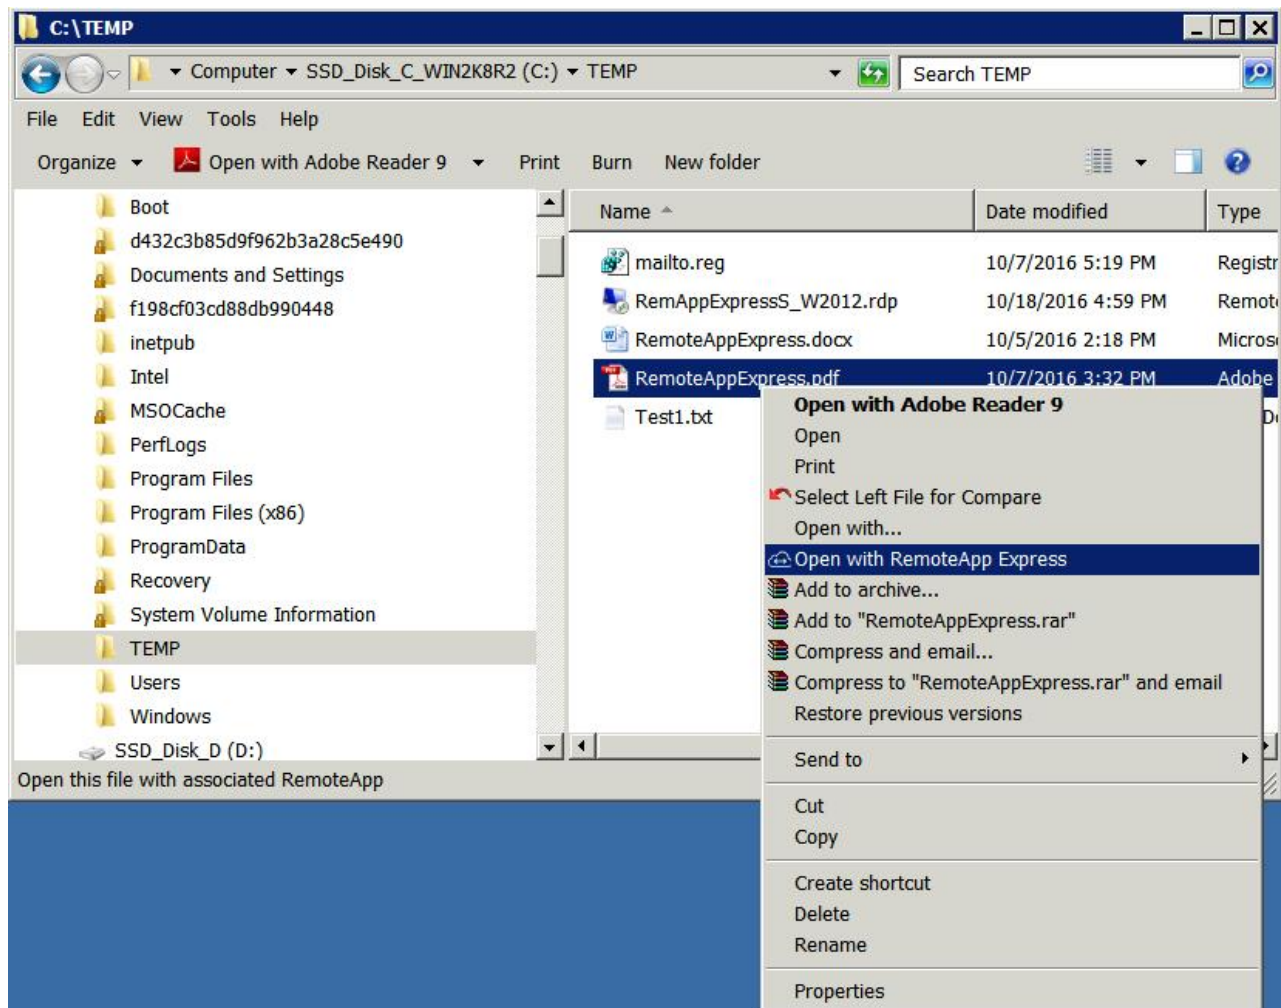 C:\TEMP
Computer SSD_Disk_C_WIN2K8R2 (C:) TEMP Search TEMP
File Edit View Tools Help
Organize Open with Adobe Reader 9 Print Burn New folder
Boot
d432c3b85d9f962b3a28c5e490
Documents and Settings
f198cf03cd88db990448
inetpub
Intel
MSOCache
PerfLogs
Program Files
Program Files (x86)
ProgramData
Recovery
System Volume Information
TEMP
Users
Windows
SSD_Disk_D (D:)
Name Date modified Type
mailto.reg 10/7/2016 5:19 PM Registr
RemAppExpressS_W2012.rdp 10/18/2016 4:59 PM Remot
RemoteAppExpress.docx 10/5/2016 2:18 PM Micros
RemoteAppExpress.pdf 10/7/2016 3:32 PM Adobe
Test1.txt
Open with Adobe Reader 9
Open
Print
Select Left File for Compare
Open with...
Open with RemoteApp Express
Add to archive...
Add to "RemoteAppExpress.rar"
Compress and email...
Compress to "RemoteAppExpress.rar" and email
Restore previous versions
Send to
Cut
Copy
Create shortcut
Delete
Rename
Properties
Open this file with associated RemoteApp